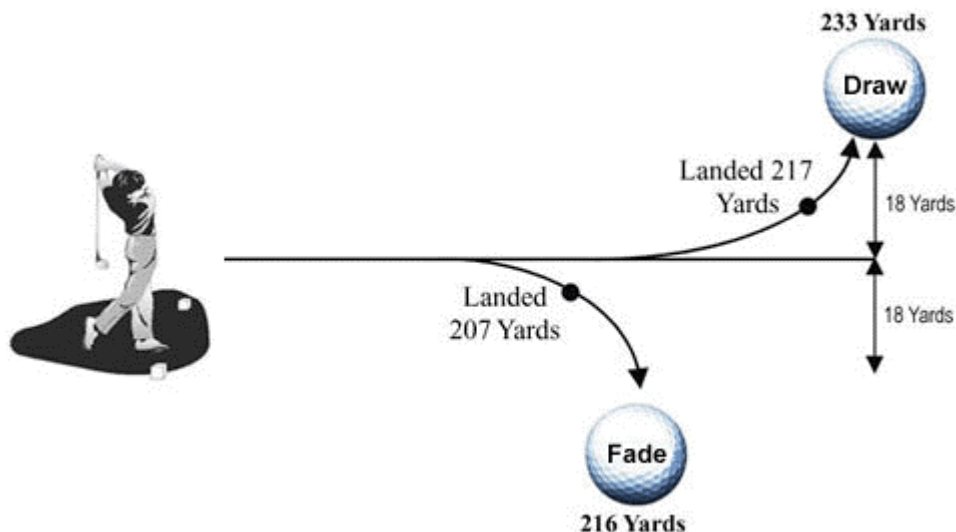 233 Yards
Draw
Landed 217
Yards
18 Yards
Landed
207 Yards
18 Yards
Fade
216 Yards